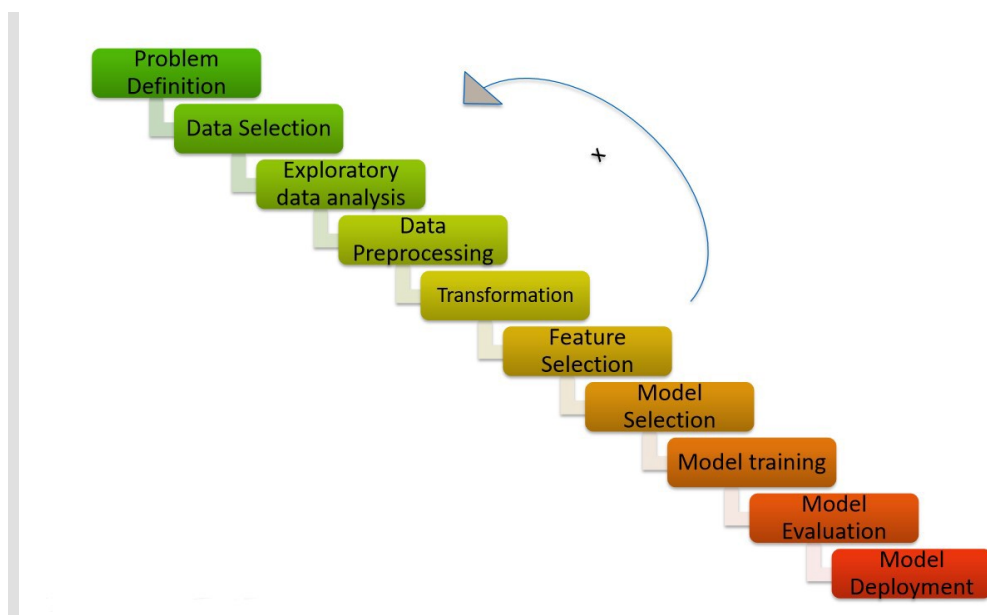 Problem
Definition
Data Selection
Exploratory
data analysis
Data
Preprocessing
Transformation
Feature
Selection
Model
Selection
Model training
Model
Evaluation
Model
Deployment